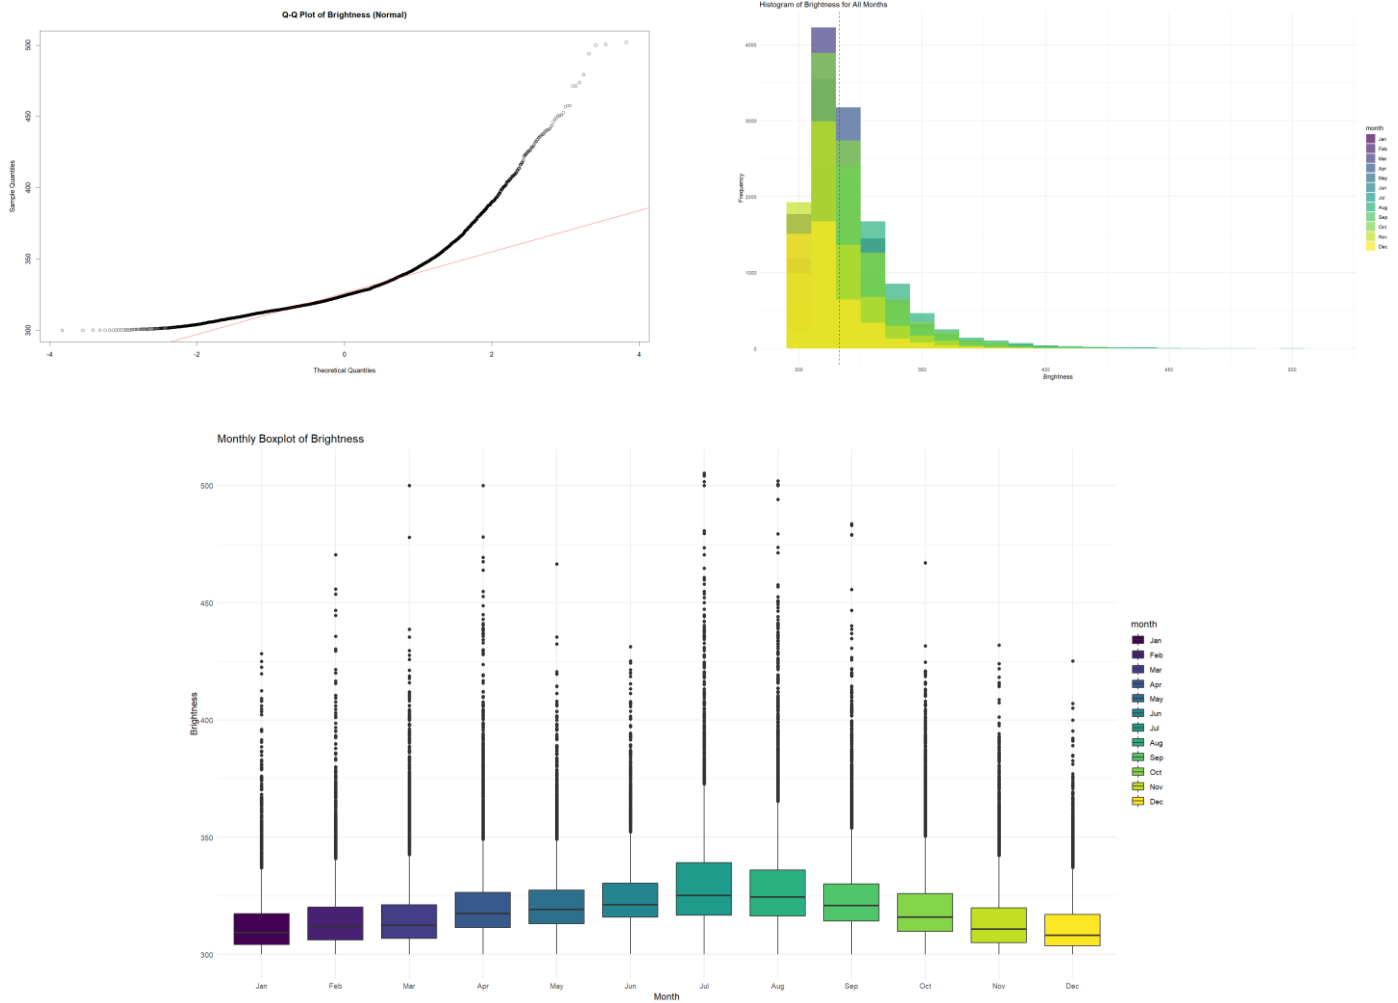 Q-Q Plot of Brightness (Normal)
Sample Quantiles
500
450
400
350
300
-4
-2
0
2
4
Theoretical Quantiles
Histogram of Brightness for All Months
Frequency
4000
3000
2000
1000
0
300
350
400
450
500
Brightness
month
Jan
Feb
Mar
Apr
May
Jun
Jul
Aug
Sep
Oct
Nov
Dec
Monthly Boxplot of Brightness
Brightness
500
450
400
350
300
Jan
Feb
Mar
Apr
May
Jun
Jul
Aug
Sep
Oct
Nov
Dec
Month
month
Jan
Feb
Mar
Apr
May
Jun
Jul
Aug
Sep
Oct
Nov
Dec